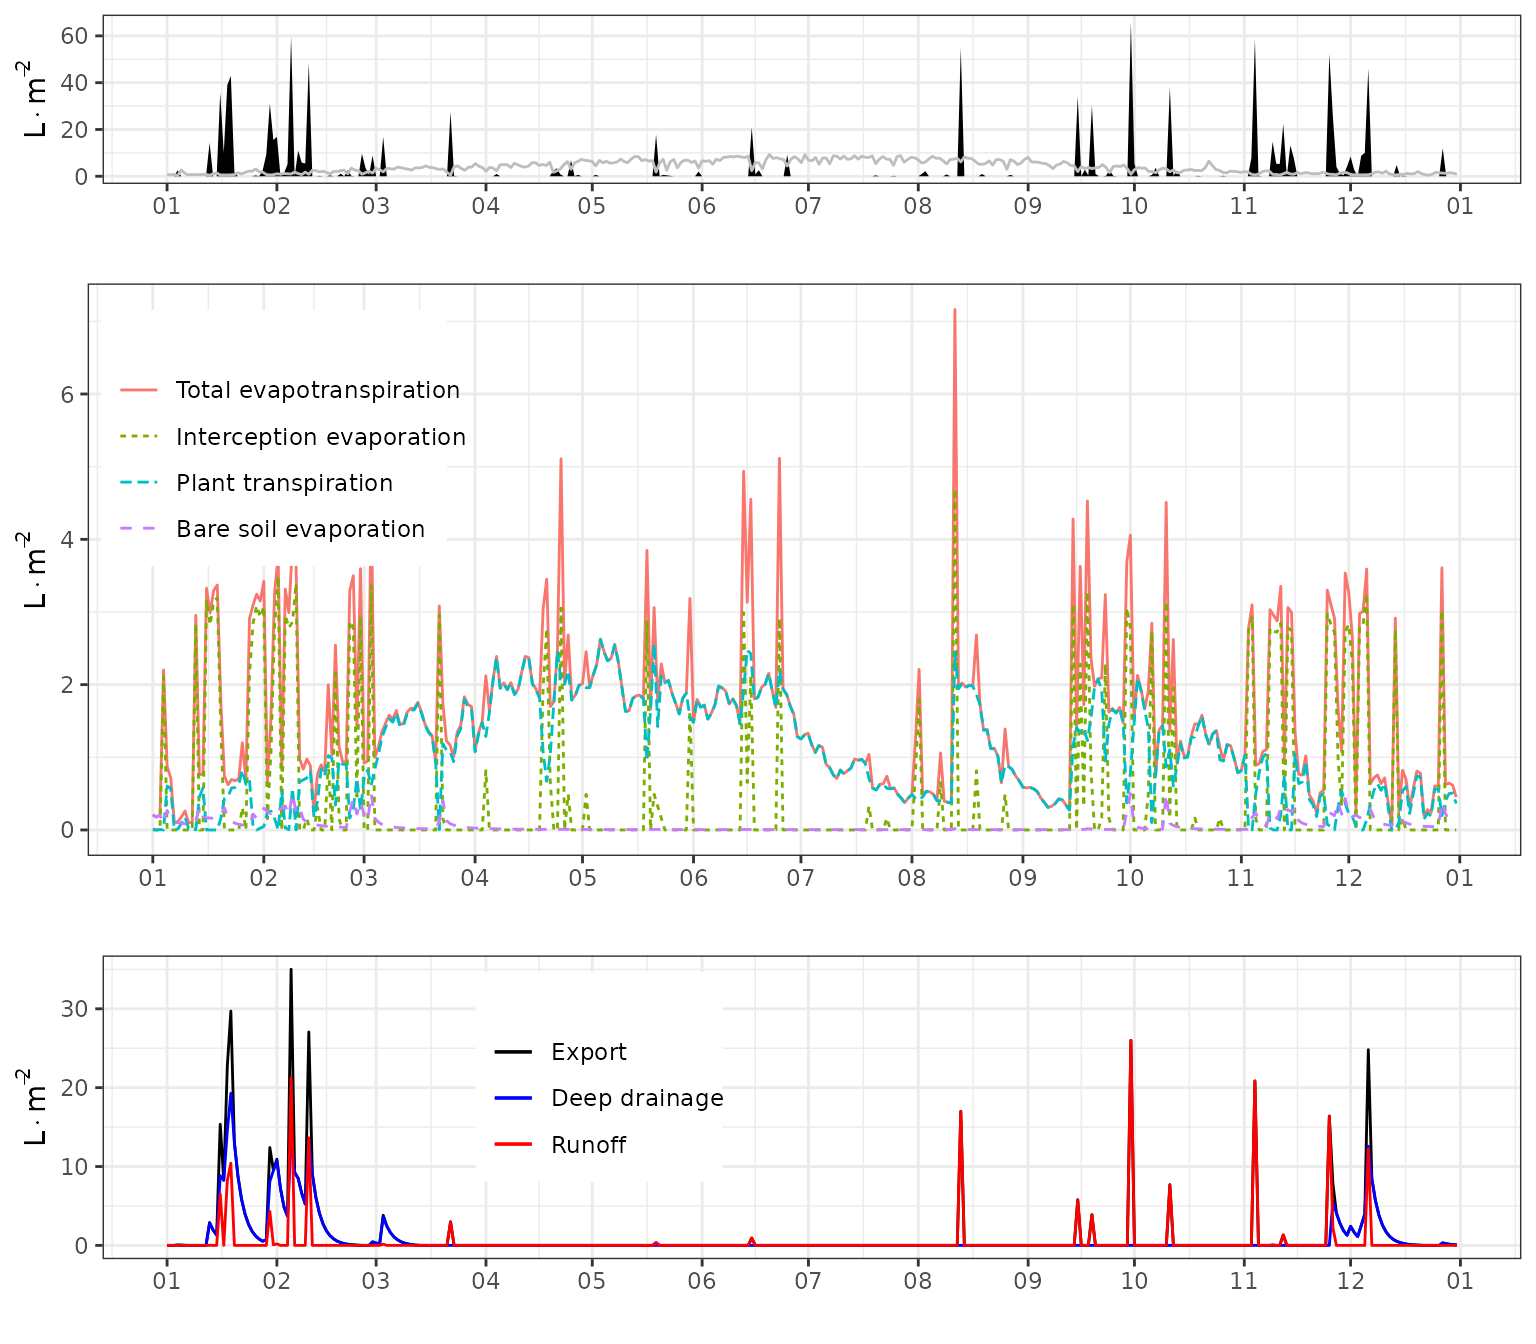 L · m⁻²
60
40
20
0
01 02 03 04 05 06 07 08 09 10 11 12 01
L · m⁻²
6
4
2
0
Total evapotranspiration
Interception evaporation
Plant transpiration
Bare soil evaporation
01 02 03 04 05 06 07 08 09 10 11 12 01
L · m⁻²
30
20
10
0
Export
Deep drainage
Runoff
01 02 03 04 05 06 07 08 09 10 11 12 01